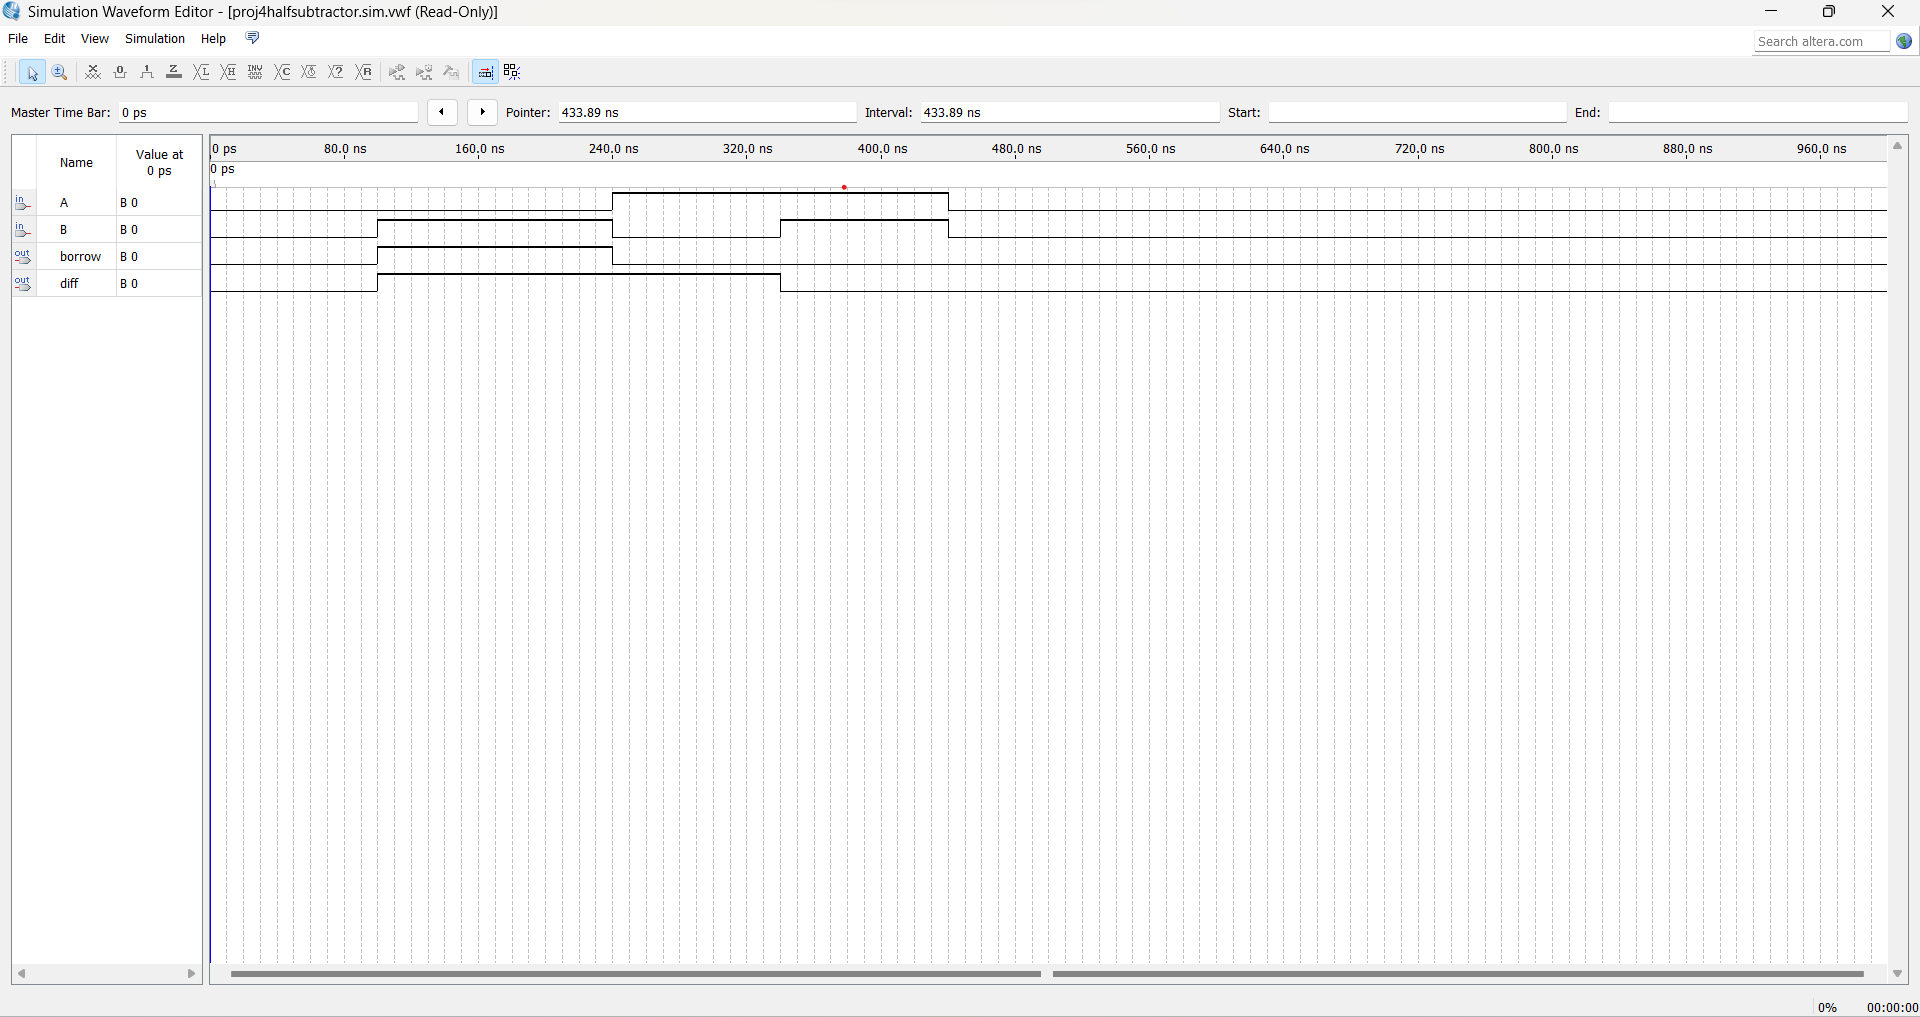 Simulation Waveform Editor - [proj4halfsubtractor.sim.vwf (Read-Only)]
File Edit View Simulation Help
Search altera.com
Master Time Bar: 0 ps Pointer: 433.89 ns Interval: 433.89 ns Start: End:
Name Value at 0 ps
0 ps 80.0 ns 160.0 ns 240.0 ns 320.0 ns 400.0 ns 480.0 ns 560.0 ns 640.0 ns 720.0 ns 800.0 ns 880.0 ns 960.0 ns
0 ps
in A B 0
in B B 0
out borrow B 0
out diff B 0
0% 00:00:00